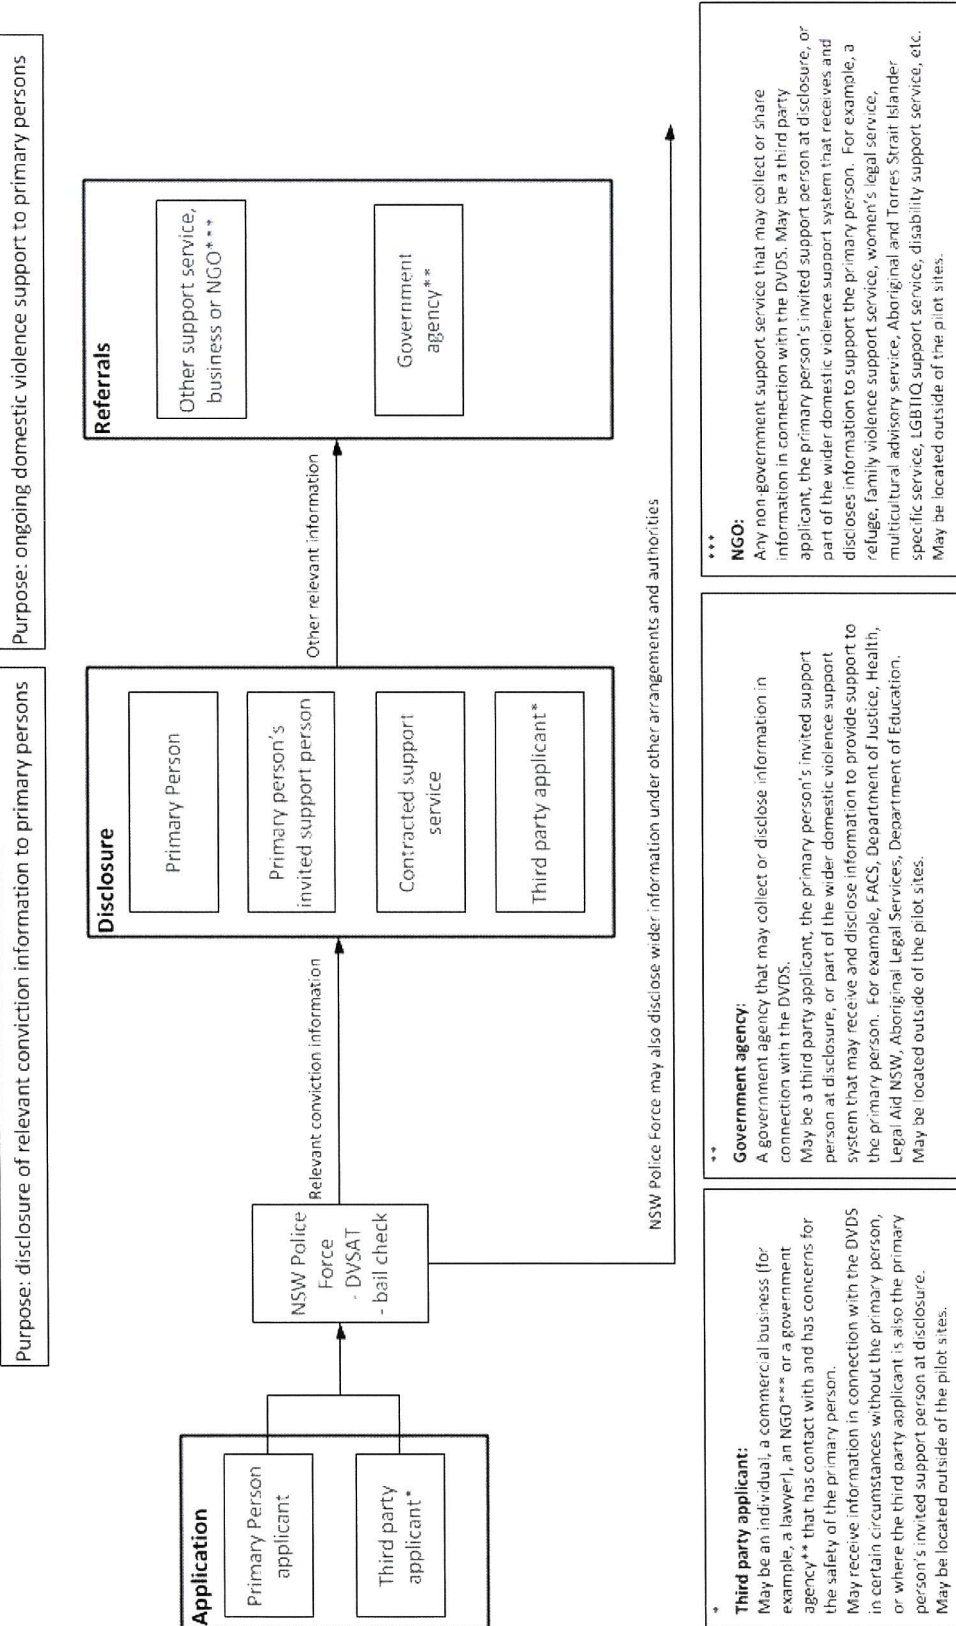 Purpose: disclosure of relevant conviction information to primary persons
Purpose: ongoing domestic violence support to primary persons
Application
Primary Person
applicant
Third party
applicant*
NSW Police
Force
- DVSAT
- bail check
Relevant conviction information
Disclosure
Primary Person
Primary person's
invited support person
Contracted support
service
Third party applicant*
Other relevant information
Referrals
Other support service,
business or NGO***
Government
agency**
NSW Police Force may also disclose wider information under other arrangements and authorities
*
Third party applicant:
May be an individual, a commercial business (for
example, a lawyer), an NGO*** or a government
agency** that has contact with and has concerns for
the safety of the primary person.
May receive information in connection with the DVDS
in certain circumstances without the primary person,
or where the third party applicant is also the primary
person's invited support person at disclosure.
May be located outside of the pilot sites.
**
Government agency:
A government agency that may collect or disclose information in
connection with the DVDS.
May be a third party applicant, the primary person's invited support
person at disclosure, or part of the wider domestic violence support
system that may receive and disclose information to provide support to
the primary person. For example, FACS, Department of Justice, Health,
Legal Aid NSW, Aboriginal Legal Services, Department of Education.
May be located outside of the pilot sites.
***
NGO:
Any non-government support service that may collect or share
information in connection with the DVDS. May be a third party
applicant, the primary person's invited support person at disclosure, or
part of the wider domestic violence support system that receives and
discloses information to support the primary person. For example, a
refuge, family violence support service, women's legal service,
multicultural advisory service, Aboriginal and Torres Strait Islander
specific service, LGBTIQ support service, disability support service, etc.
May be located outside of the pilot sites.